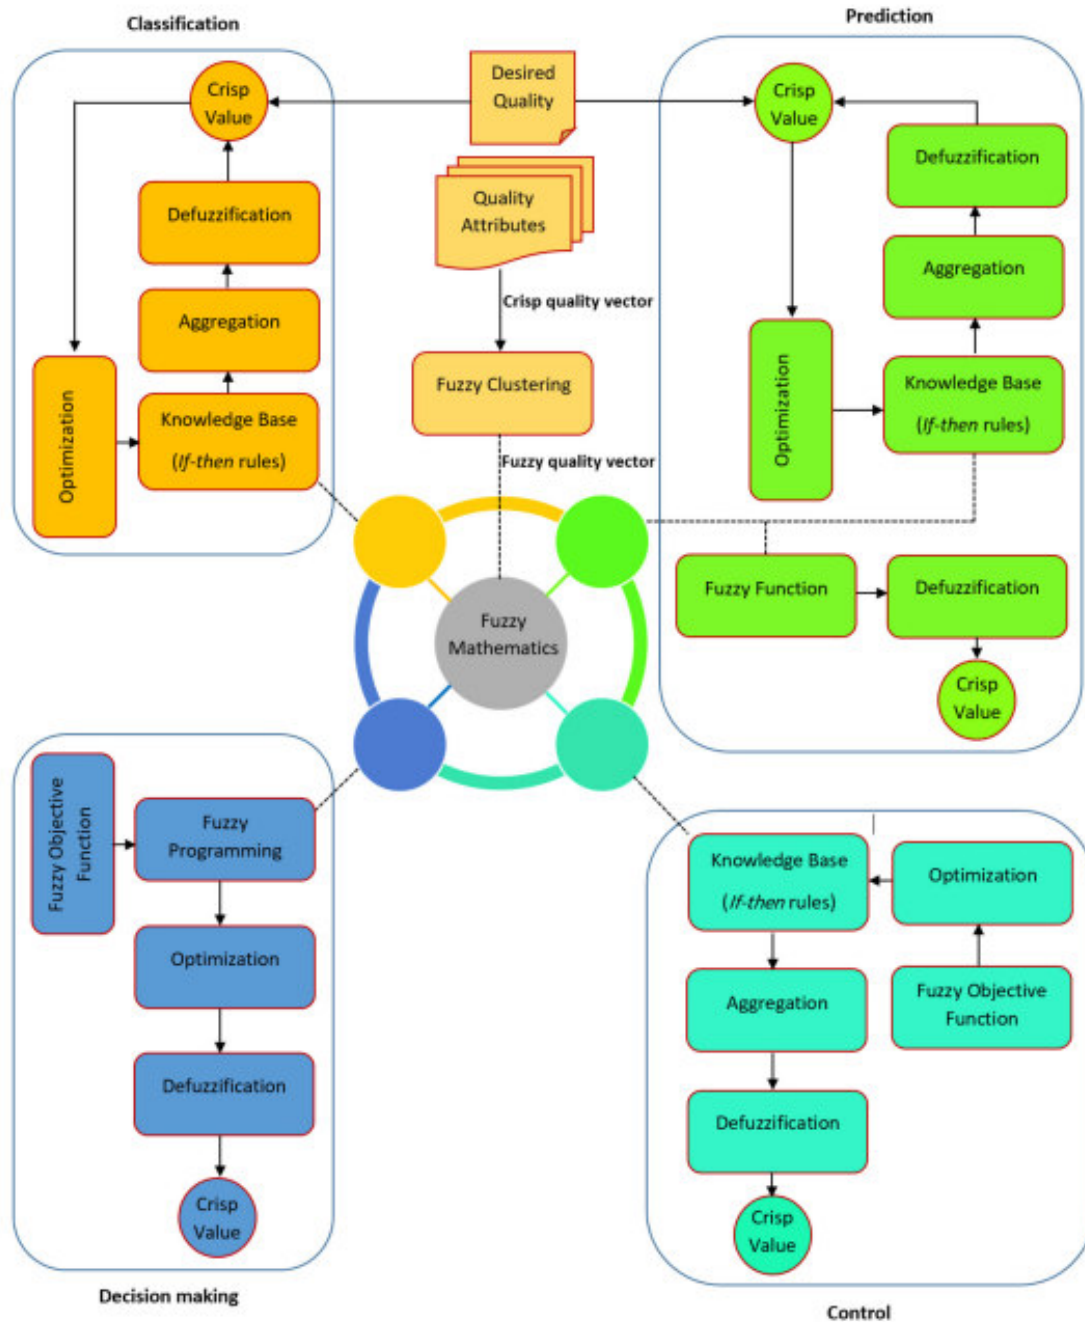 Classification
Crisp
Value
Defuzzification
Aggregation
Optimization
Knowledge Base
(If-then rules)
Desired
Quality
Quality
Attributes
Crisp quality vector
Fuzzy Clustering
Fuzzy quality vector
Fuzzy
Mathematics
Prediction
Crisp
Value
Defuzzification
Aggregation
Optimization
Knowledge Base
(If-then rules)
Fuzzy Function
Defuzzification
Crisp
Value
Fuzzy Objective
Function
Fuzzy
Programming
Optimization
Defuzzification
Crisp
Value
Decision making
Knowledge Base
(If-then rules)
Optimization
Aggregation
Fuzzy Objective
Function
Defuzzification
Crisp
Value
Control